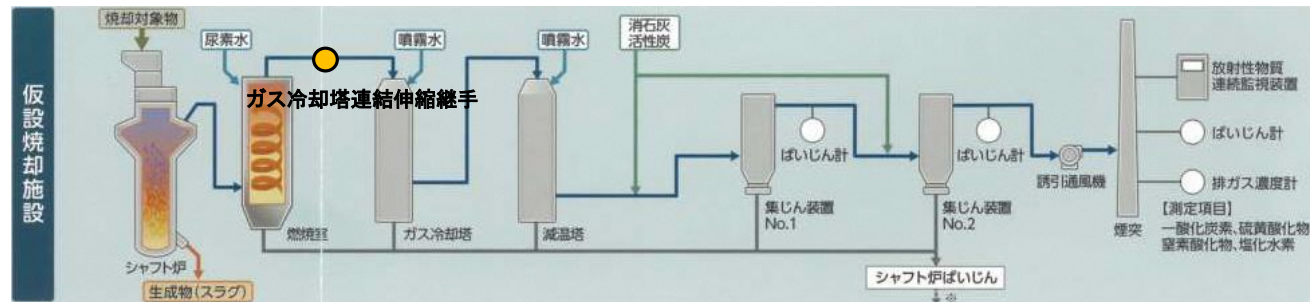 仮設焼却施設
焼却対象物
尿素水
噴霧水
噴霧水
消石灰
活性炭
ガス冷却塔連結伸縮継手
放射性物質
連続監視装置
ばいじん計
ばいじん計
ばいじん計
誘引通風機
排ガス濃度計
集じん装置
No.1
集じん装置
No.2
【測定項目】
一酸化炭素、硫黄酸化物
窒素酸化物、塩化水素
煙突
燃焼室
ガス冷却塔
減温塔
シャフト炉
生成物(スラグ)
シャフト炉ばいじん
※